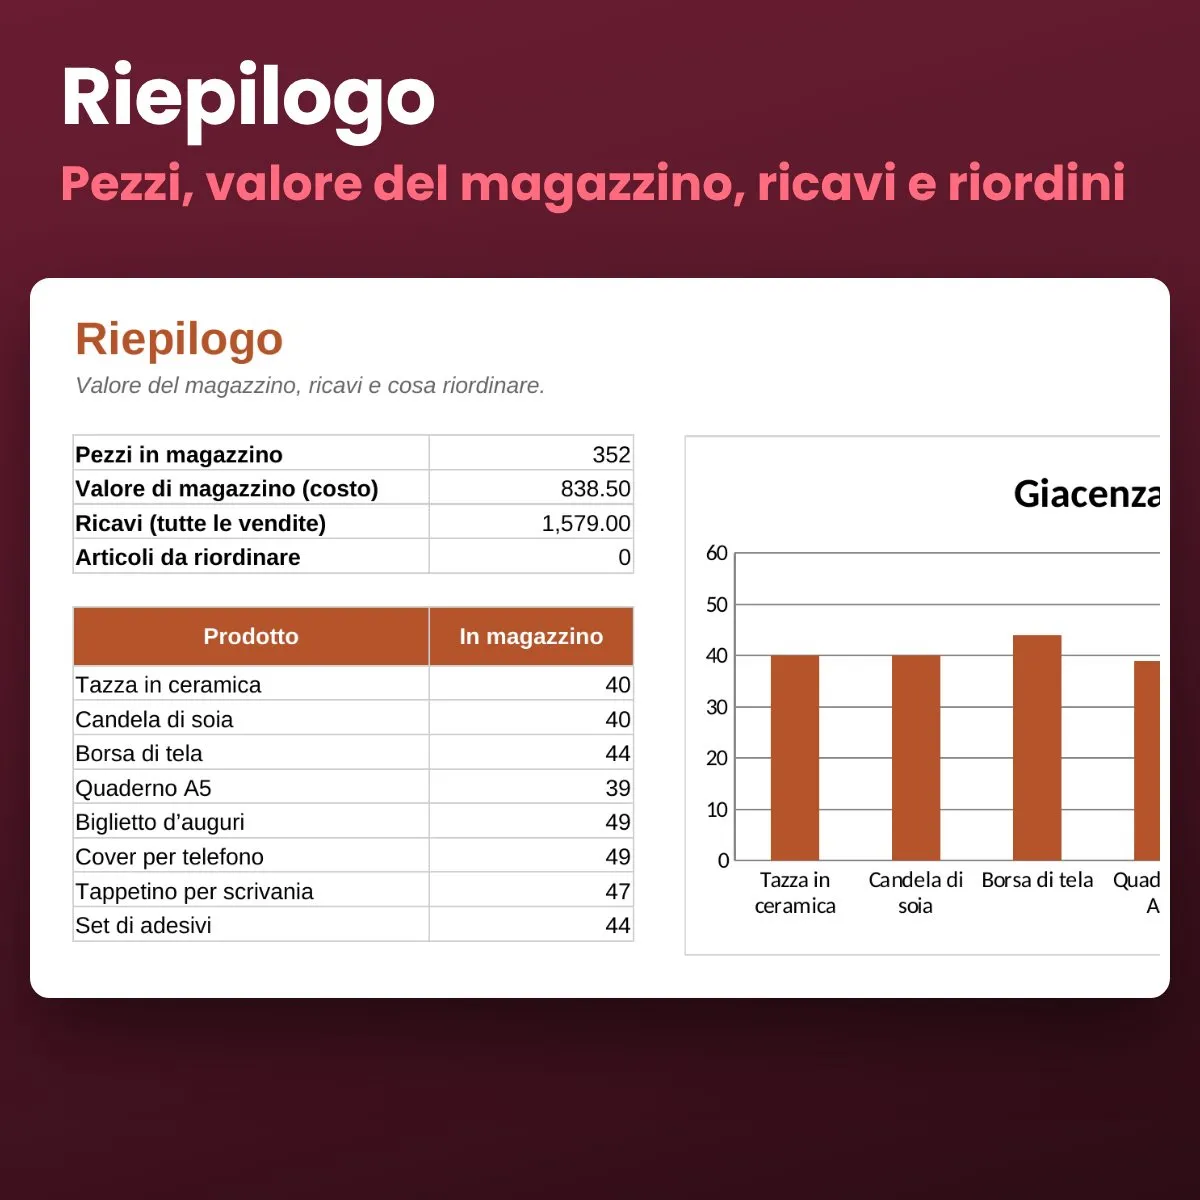 Riepilogo
Pezzi, valore del magazzino, ricavi e riordini
Riepilogo
Valore del magazzino, ricavi e cosa riordinare.
Pezzi in magazzino 352
Valore di magazzino (costo) 838.50
Ricavi (tutte le vendite) 1,579.00
Articoli da riordinare 0
Prodotto In magazzino
Tazza in ceramica 40
Candela di soia 40
Borsa di tela 44
Quaderno A5 39
Biglietto d’auguri 49
Cover per telefono 49
Tappetino per scrivania 47
Set di adesivi 44
Giacenza
60
50
40
30
20
10
0
Tazza in ceramica
Candela di soia
Borsa di tela
Quad
A